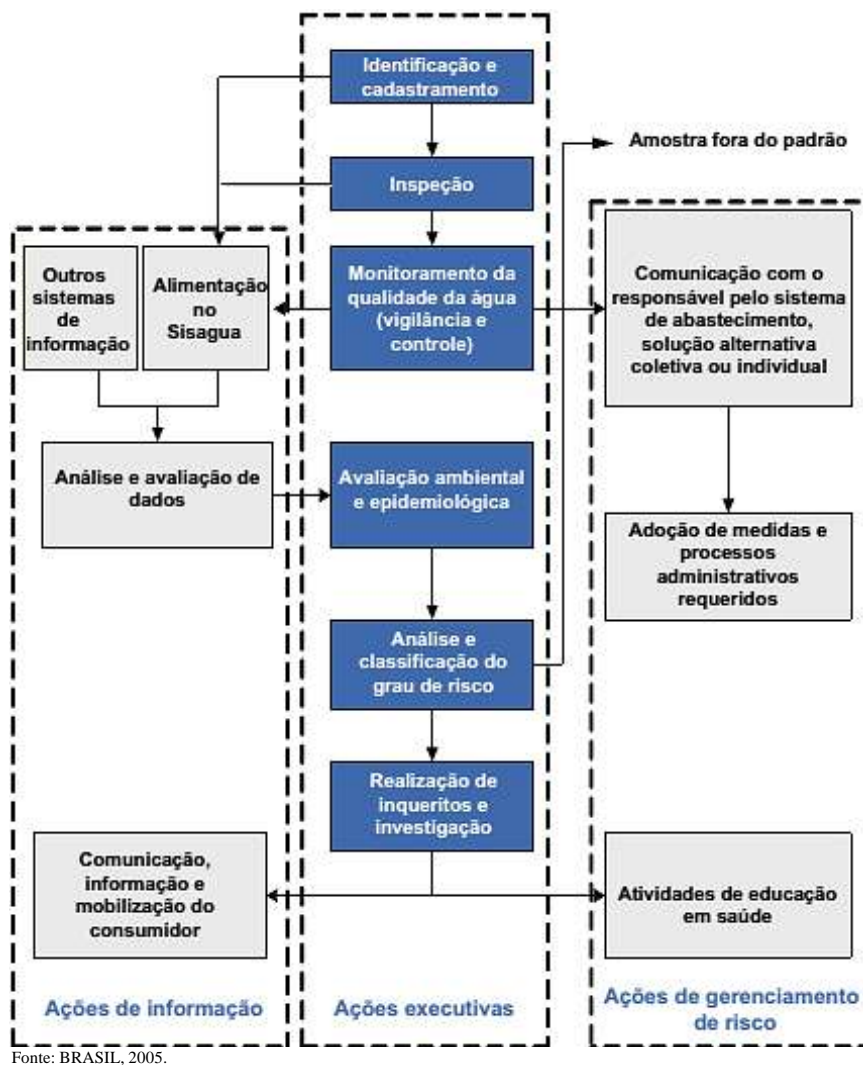 Identificação e
cadastramento
Amostra fora do padrão
Inspeção
Outros
sistemas
de
informação
Alimentação
no
Sisagua
Monitoramento da
qualidade da água
(vigilância e
controle)
Comunicação com o
responsável pelo sistema
de abastecimento,
solução alternativa
coletiva ou individual
Análise e avaliação de
dados
Avaliação ambiental
e epidemiológica
Adoção de medidas e
processos
administrativos
requeridos
Análise e
classificação do
grau de risco
Realização de
inqueritos e
investigação
Comunicação,
informação e
mobilização do
consumidor
Atividades de educação
em saúde
Ações de informação
Ações executivas
Ações de gerenciamento
de risco
Fonte: BRASIL, 2005.